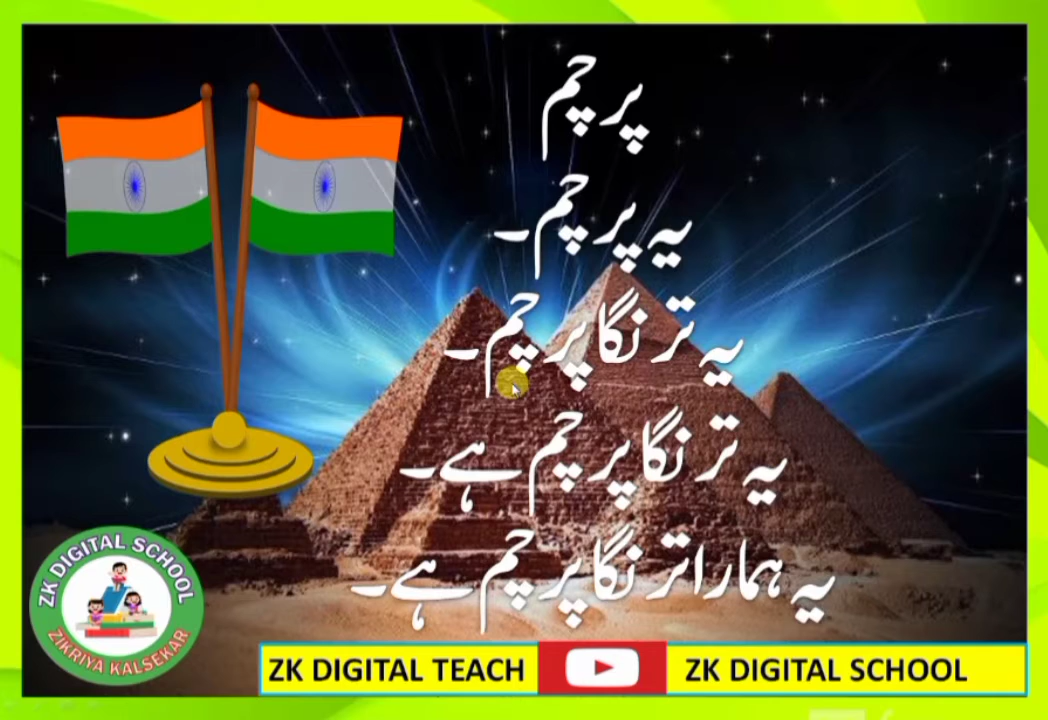 پرچم
یہ پرچم۔
یہ ترنگا پرچم۔
یہ ترنگا پرچم ہے۔
یہ ہمارا ترنگا پرچم ہے۔
ZK DIGITAL SCHOOL
ZIKRIYA KALSEKAR
ZK DIGITAL TEACH
ZK DIGITAL SCHOOL